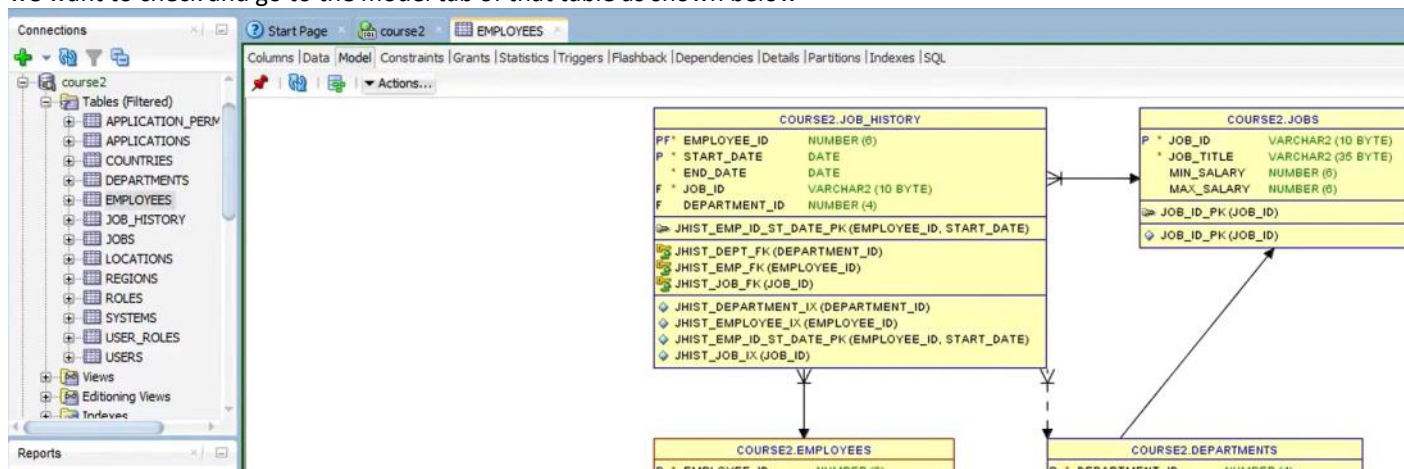 we want to check and go to the model tab of that table as shown below
Connections
Start Page
course2
EMPLOYEES
Columns |Data |Model |Constraints |Grants |Statistics |Triggers |Flashback |Dependencies |Details |Partitions |Indexes |SQL
Actions...
course2
Tables (Filtered)
APPLICATION_PERM
APPLICATIONS
COUNTRIES
DEPARTMENTS
EMPLOYEES
JOB_HISTORY
JOBS
LOCATIONS
REGIONS
ROLES
SYSTEMS
USER_ROLES
USERS
Views
Editioning Views
Indexes
Reports
COURSE2.JOB_HISTORY
PF* EMPLOYEE_ID NUMBER (6)
P * START_DATE DATE
* END_DATE DATE
F * JOB_ID VARCHAR2 (10 BYTE)
F DEPARTMENT_ID NUMBER (4)
JHIST_EMP_ID_ST_DATE_PK (EMPLOYEE_ID, START_DATE)
JHIST_DEPT_FK (DEPARTMENT_ID)
JHIST_EMP_FK (EMPLOYEE_ID)
JHIST_JOB_FK (JOB_ID)
JHIST_DEPARTMENT_IX (DEPARTMENT_ID)
JHIST_EMPLOYEE_IX (EMPLOYEE_ID)
JHIST_EMP_ID_ST_DATE_PK (EMPLOYEE_ID, START_DATE)
JHIST_JOB_IX (JOB_ID)
COURSE2.JOBS
P * JOB_ID VARCHAR2 (10 BYTE)
* JOB_TITLE VARCHAR2 (35 BYTE)
MIN_SALARY NUMBER (6)
MAX_SALARY NUMBER (6)
JOB_ID_PK (JOB_ID)
JOB_ID_PK (JOB_ID)
COURSE2.EMPLOYEES
P * EMPLOYEE_ID NUMBER (6)
COURSE2.DEPARTMENTS
P * DEPARTMENT_ID NUMBER (4)